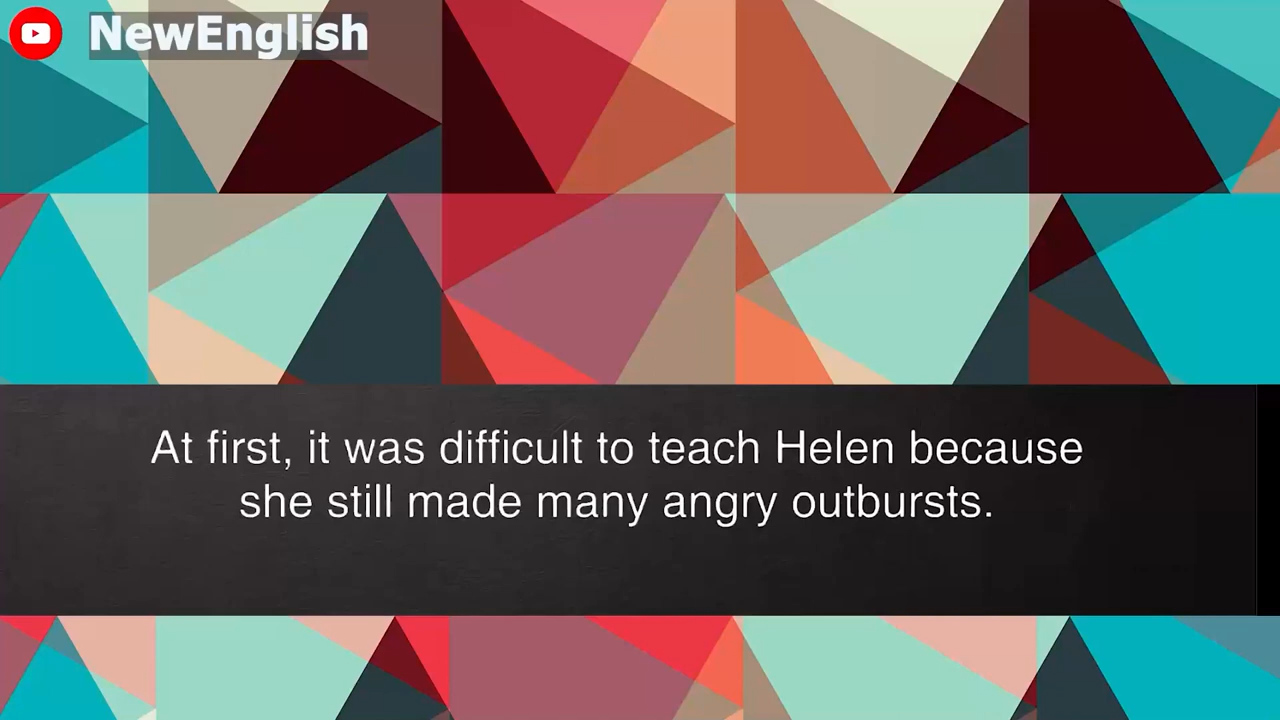 NewEnglish
At first, it was difficult to teach Helen because
she still made many angry outbursts.